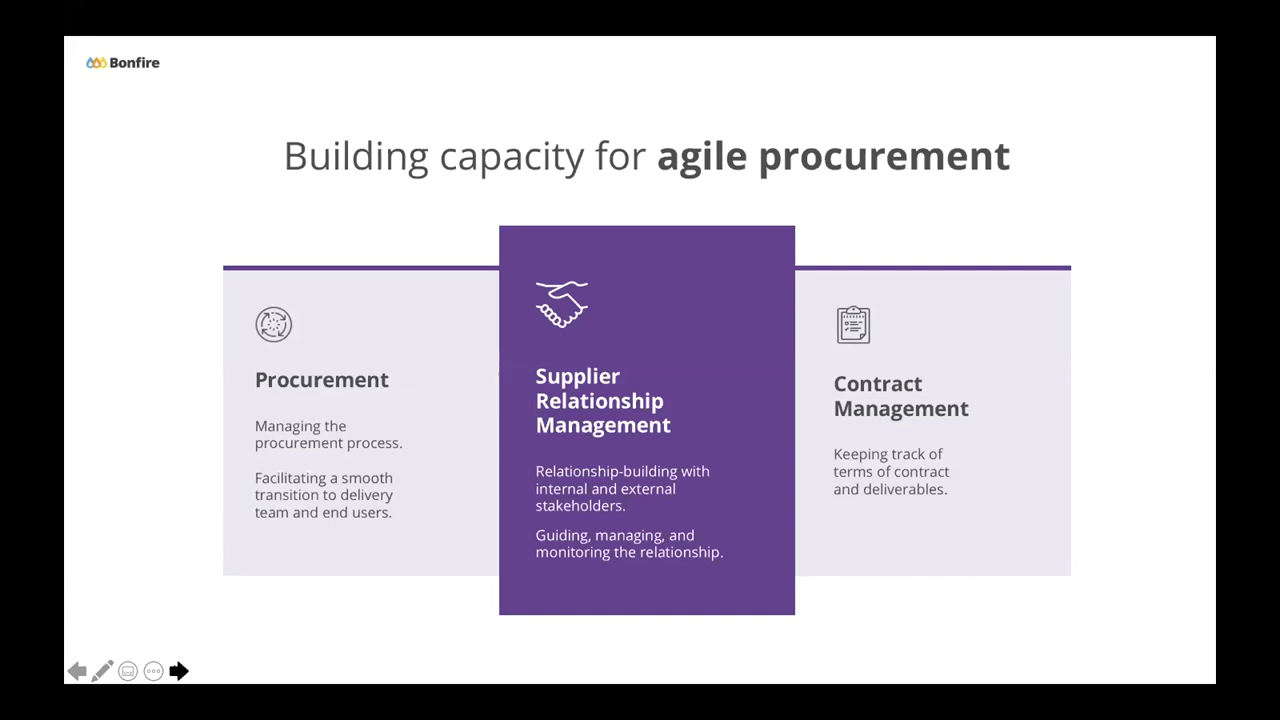 Bonfire
Building capacity for agile procurement
Procurement
Managing the
procurement process.
Facilitating a smooth
transition to delivery
team and end users.
Supplier
Relationship
Management
Relationship-building with
internal and external
stakeholders.
Guiding, managing, and
monitoring the relationship.
Contract
Management
Keeping track of
terms of contract
and deliverables.